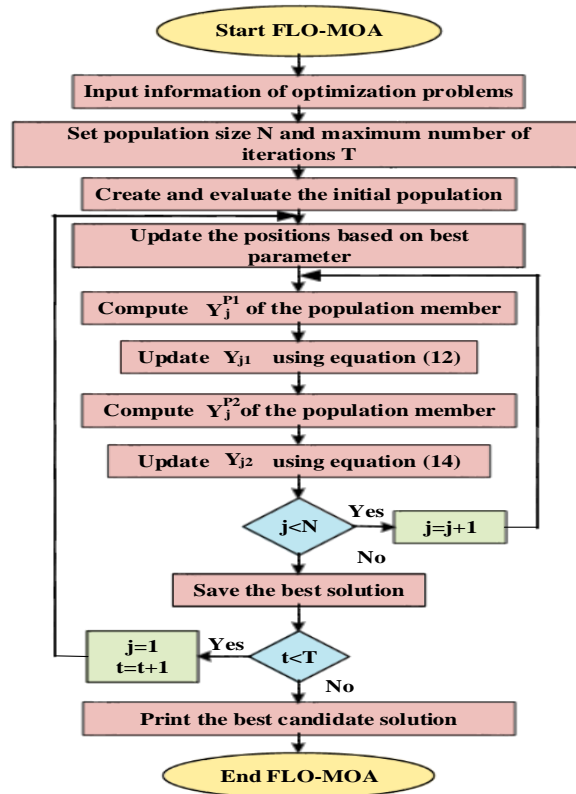 Start FLO-MOA
Input information of optimization problems
Set population size N and maximum number of
iterations T
Create and evaluate the initial population
Update the positions based on best
parameter
Compute Y_j^P1 of the population member
Update Y_j1 using equation (12)
Compute Y_j^P2 of the population member
Update Y_j2 using equation (14)
j<N
Yes
j=j+1
No
Save the best solution
j=1
t=t+1
Yes
t<T
No
Print the best candidate solution
End FLO-MOA